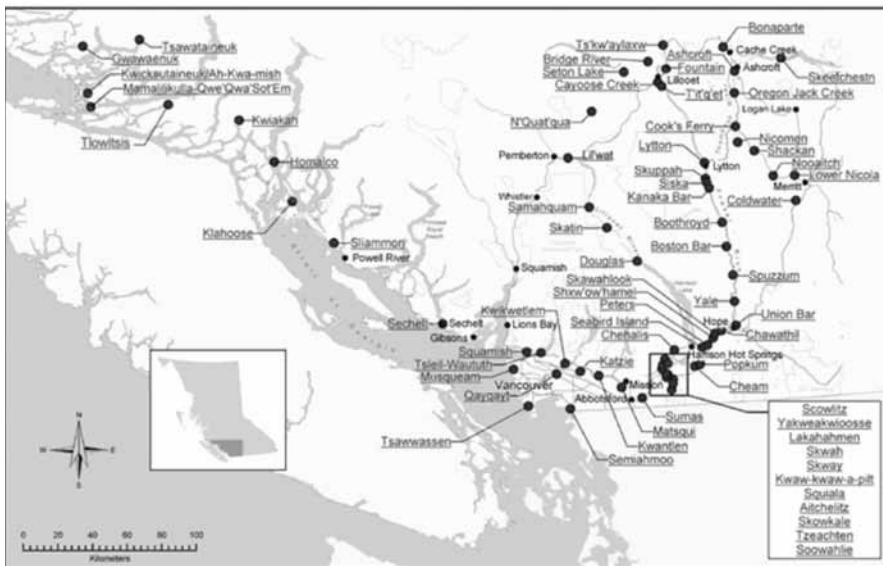 Tsawataineuk
Gwawaenuk
Kwickautaineuk/Ah-Kwa-mish
Mamalilikulla-Qwe'Qwa'Sot'Em
Tlowitsis
Kwiakah
Homalco
Klahoose
Sliammon
Powell River
Sechelt
Sechelt
Gibsons
Lions Bay
Squamish
Whistler
Pemberton
Lil'wat
N'Quat'qua
Ts'kw'aylaxw
Bridge River
Seton Lake
Cayoose Creek
Fountain
Lillooet
T'it'q'et
Bonaparte
Cache Creek
Ashcroft
Ashcroft
Skeetchestn
Oregon Jack Creek
Logan Lake
Cook's Ferry
Nicomen
Shackan
Nooaitch
Lower Nicola
Merritt
Coldwater
Lytton
Lytton
Skuppah
Siska
Kanaka Bar
Samahquam
Skatin
Boothroyd
Boston Bar
Douglas
Spuzzum
Skawahlook
Shxw'ow'hamel
Peters
Yale
Seabird Island
Hope
Union Bar
Chawathil
Chehalis
Harrison Hot Springs
Popkum
Cheam
Kwikwetlem
Squamish
Tsleil-Waututh
Musqueam
Katzie
Vancouver
Qayqayt
Mission
Abbotsford
Sumas
Matsqui
Kwantlen
Tsawwassen
Semiahmoo
Scowlitz
Yakweakwioosse
Lakahahmen
Skwah
Skway
Kwaw-kwaw-a-pilt
Squiala
Aitchelitz
Skowkale
Tzeachten
Soowahlie
N
W
E
S
0 20 40 60 80 100
Kilometers